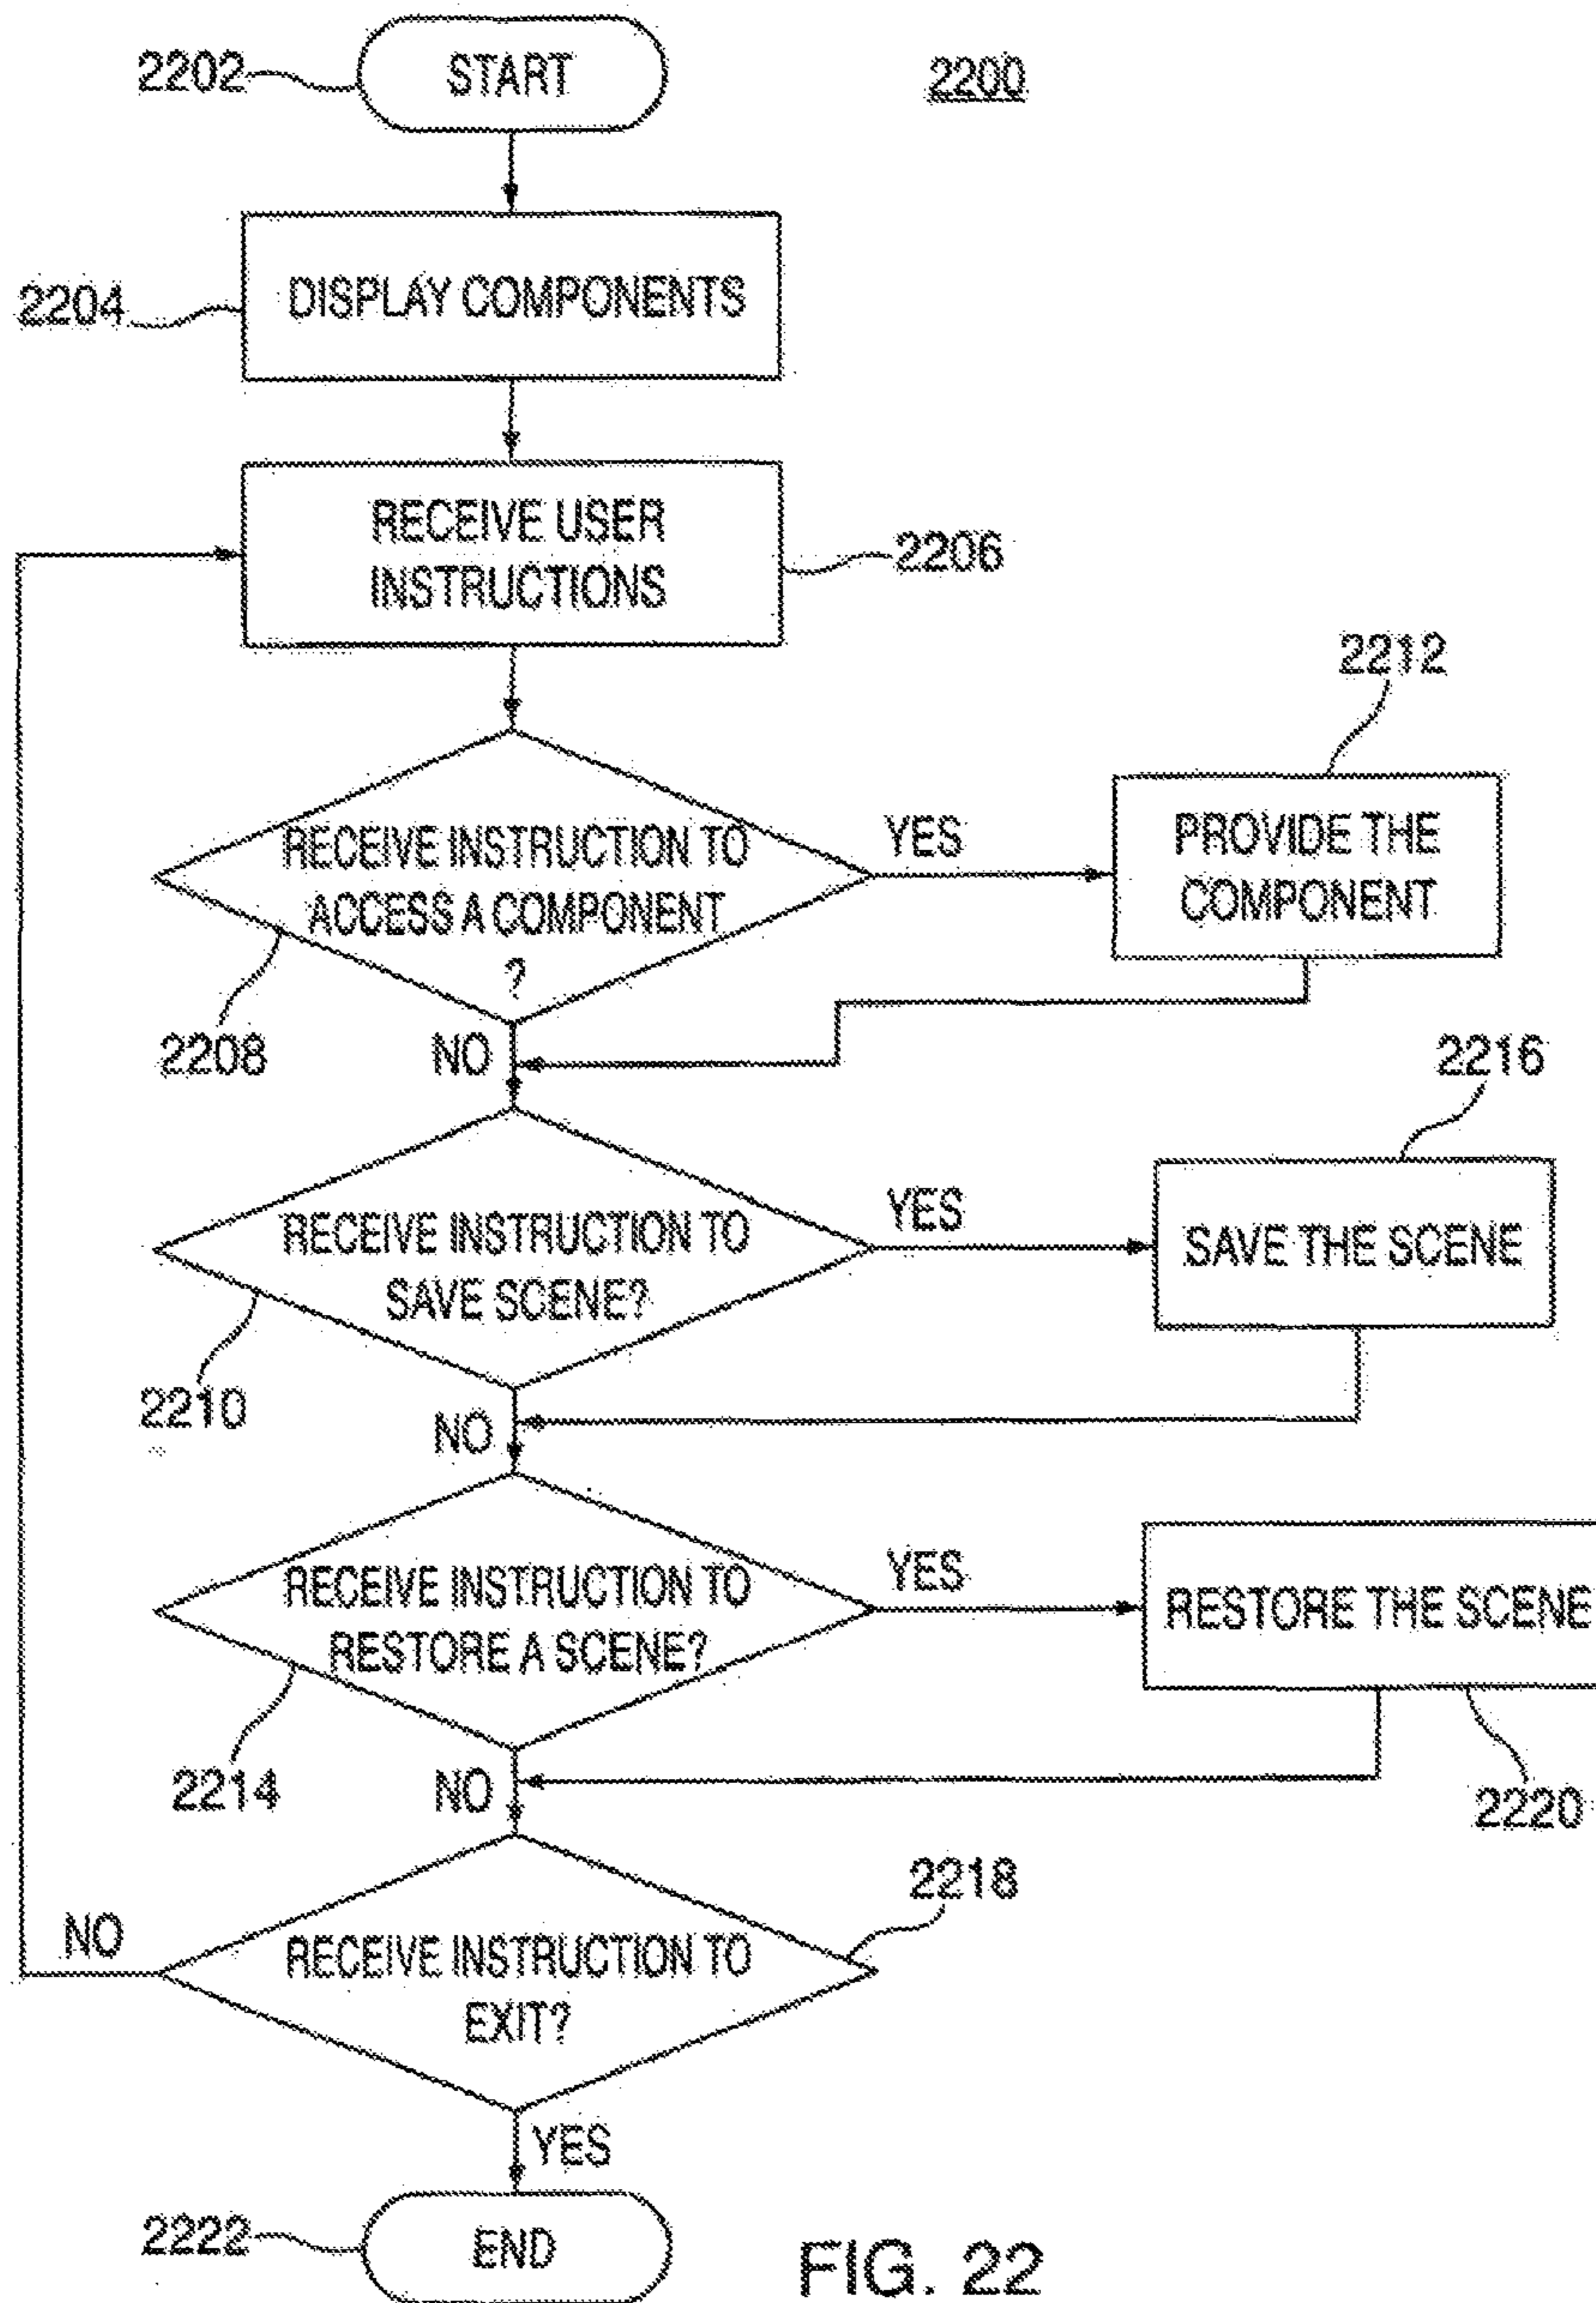 2202
START
2200
2204
DISPLAY COMPONENTS
RECEIVE USER
INSTRUCTIONS
2206
2212
RECEIVE INSTRUCTION TO
ACCESS A COMPONENT
?
YES
PROVIDE THE
COMPONENT
2208
NO
2216
RECEIVE INSTRUCTION TO
SAVE SCENE?
YES
SAVE THE SCENE
2210
NO
RECEIVE INSTRUCTION TO
RESTORE A SCENE?
YES
RESTORE THE SCENE
2214
NO
2220
2218
NO
RECEIVE INSTRUCTION TO
EXIT?
YES
2222
END
FIG. 22